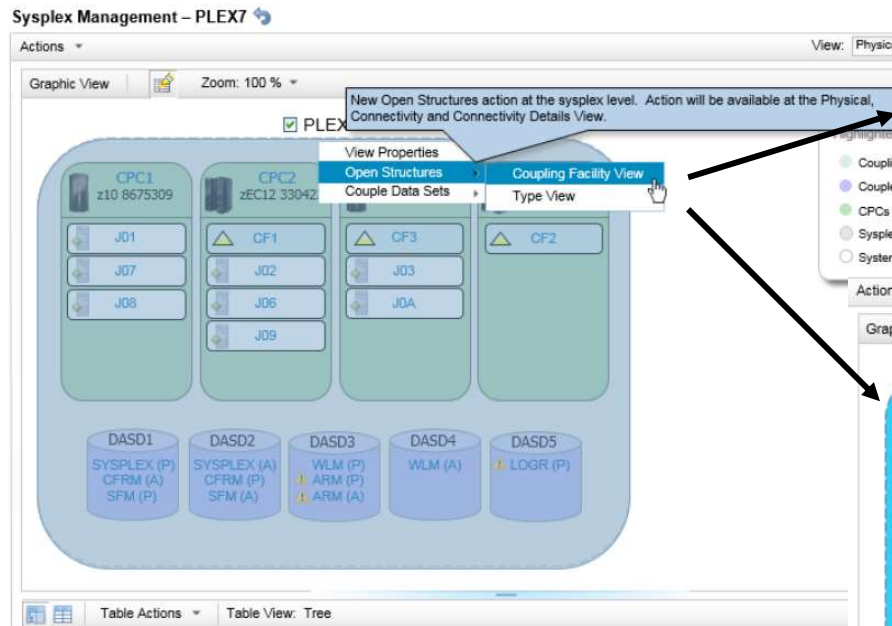 Sysplex Management – PLEX7
Actions
View: Physic
Graphic View
Zoom: 100 %
New Open Structures action at the sysplex level. Action will be available at the Physical,
Connectivity and Connectivity Details View.
PLEX
View Properties
Open Structures
Couple Data Sets
Coupling Facility View
Type View
Highlighte
Coupli
Couple
CPCs
Sysple
System
Action
Grap
CPC1
z10 8675309
J01
J07
J08
CPC2
zEC12 33042
CF1
J02
J06
J09
CF3
J03
J0A
CF2
DASD1
SYSPLEX (P)
CFRM (A)
SFM (P)
DASD2
SYSPLEX (A)
CFRM (P)
SFM (A)
DASD3
WLM (P)
ARM (P)
ARM (A)
DASD4
WLM (A)
DASD5
LOGR (P)
Table Actions
Table View: Tree